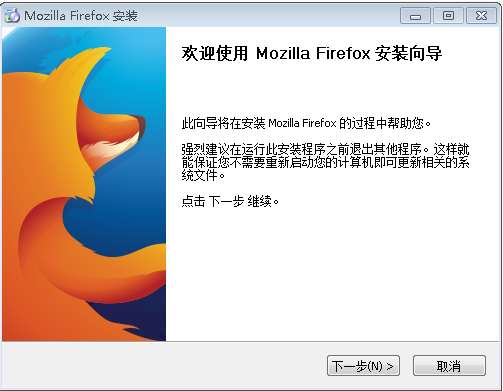 Mozilla Firefox 安装
欢迎使用 Mozilla Firefox 安装向导
此向导将在安装 Mozilla Firefox 的过程中帮助您。
强烈建议在运行此安装程序之前退出其他程序。这样就
能保证您不需要重新启动您的计算机即可更新相关的系
统文件。
点击 下一步 继续。
下一步(N) >
取消